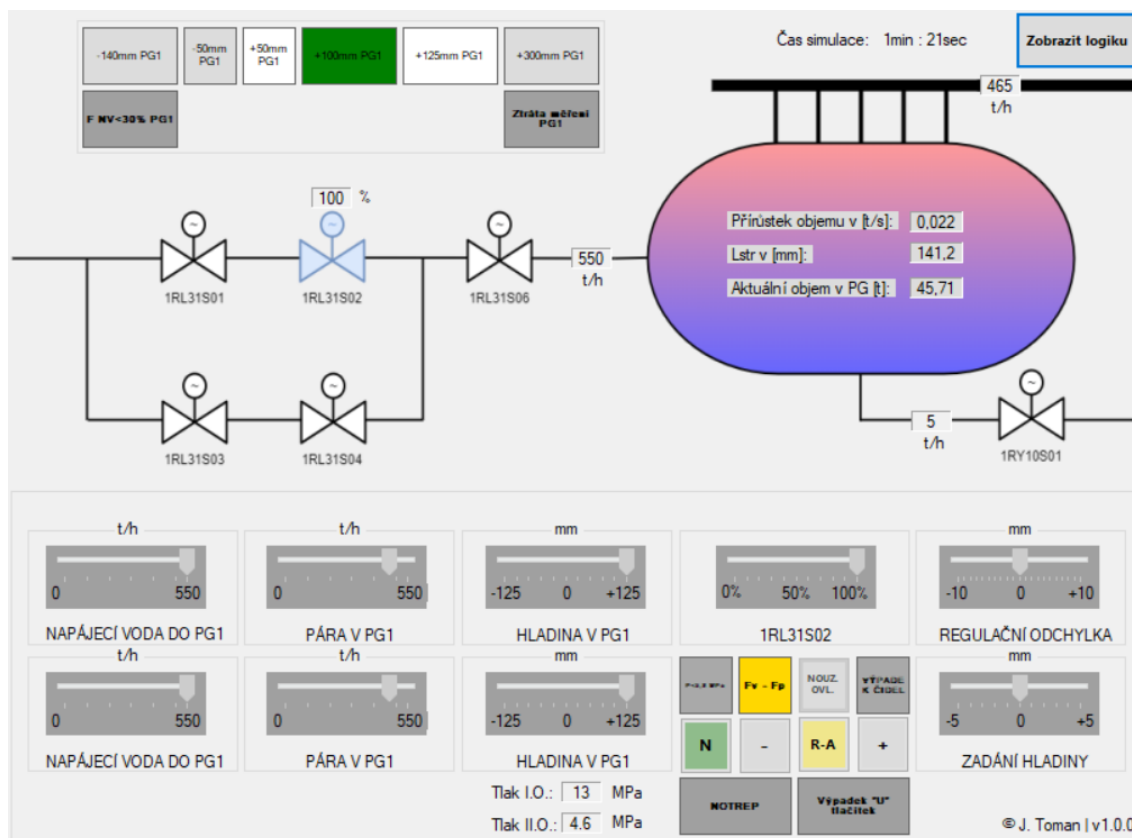 -140mm PG1
-50mm
PG1
+50mm
PG1
+100mm PG1
+125mm PG1
+300mm PG1
F NV<30% PG1
Ztráta měření
PG1
Čas simulace: 1min : 21sec
Zobrazit logiku
465
t/h
100 %
~
~
~
1RL31S01
1RL31S02
1RL31S06
550
t/h
Přírůstek objemu v [t/s]: 0,022
Lstr v [mm]: 141,2
Aktuální objem v PG [t]: 45,71
~
~
~
1RL31S03
1RL31S04
5
t/h
1RY10S01
t/h
t/h
mm
mm
0 550
0 550
-125 0 +125
0% 50% 100%
-10 0 +10
NAPÁJECÍ VODA DO PG1
PÁRA V PG1
HLADINA V PG1
1RL31S02
REGULAČNÍ ODCHYLKA
t/h
t/h
mm
mm
0 550
0 550
-125 0 +125
Fv - Fp
NOUZ.
OVL.
VÝPADE
K ČIDEL
-5 0 +5
NAPÁJECÍ VODA DO PG1
PÁRA V PG1
HLADINA V PG1
N
-
R-A
+
ZADÁNÍ HLADINY
Tlak I.O.: 13 MPa
Tlak II.O.: 4.6 MPa
NOTREP
Výpadek "U"
tlačítek
© J. Toman | v1.0.0